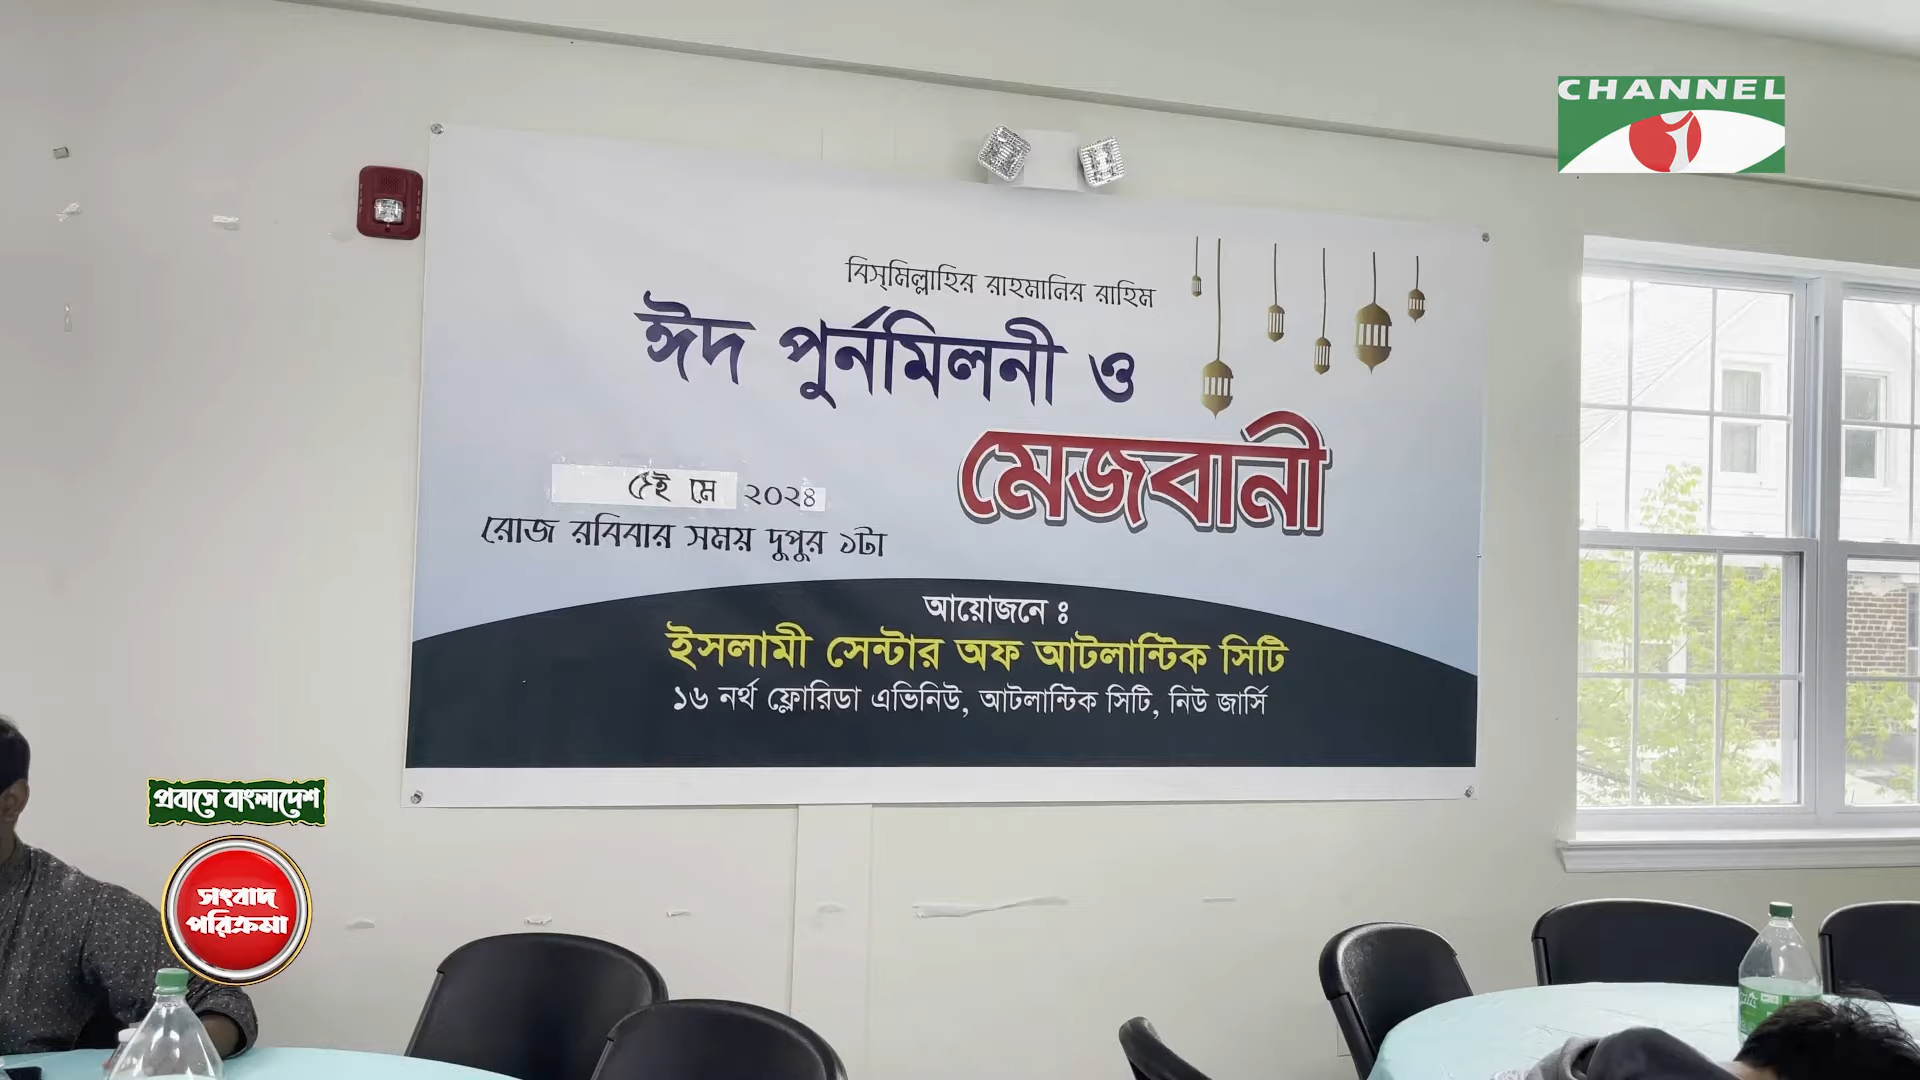 CHANNEL
বিস্‌মিল্লাহির রাহমানির রাহিম
ঈদ পুর্নমিলনী ও
মেজবানী
৫ই মে ২০২৪
রোজ রবিবার সময় দুপুর ১টা
আয়োজনে ঃ
ইসলামী সেন্টার অফ আটলান্টিক সিটি
১৬ নর্থ ফ্লোরিডা এভিনিউ, আটলান্টিক সিটি, নিউ জার্সি
প্রবাসে বাংলাদেশ
সংবাদ
পরিক্রমা